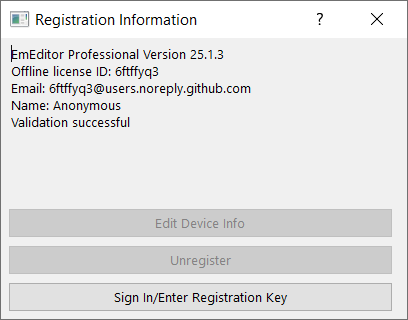 Registration Information
?
EmEditor Professional Version 25.1.3
Offline license ID: 6ftffyq3
Email: 6ftffyq3@users.noreply.github.com
Name: Anonymous
Validation successful
Edit Device Info
Unregister
Sign In/Enter Registration Key